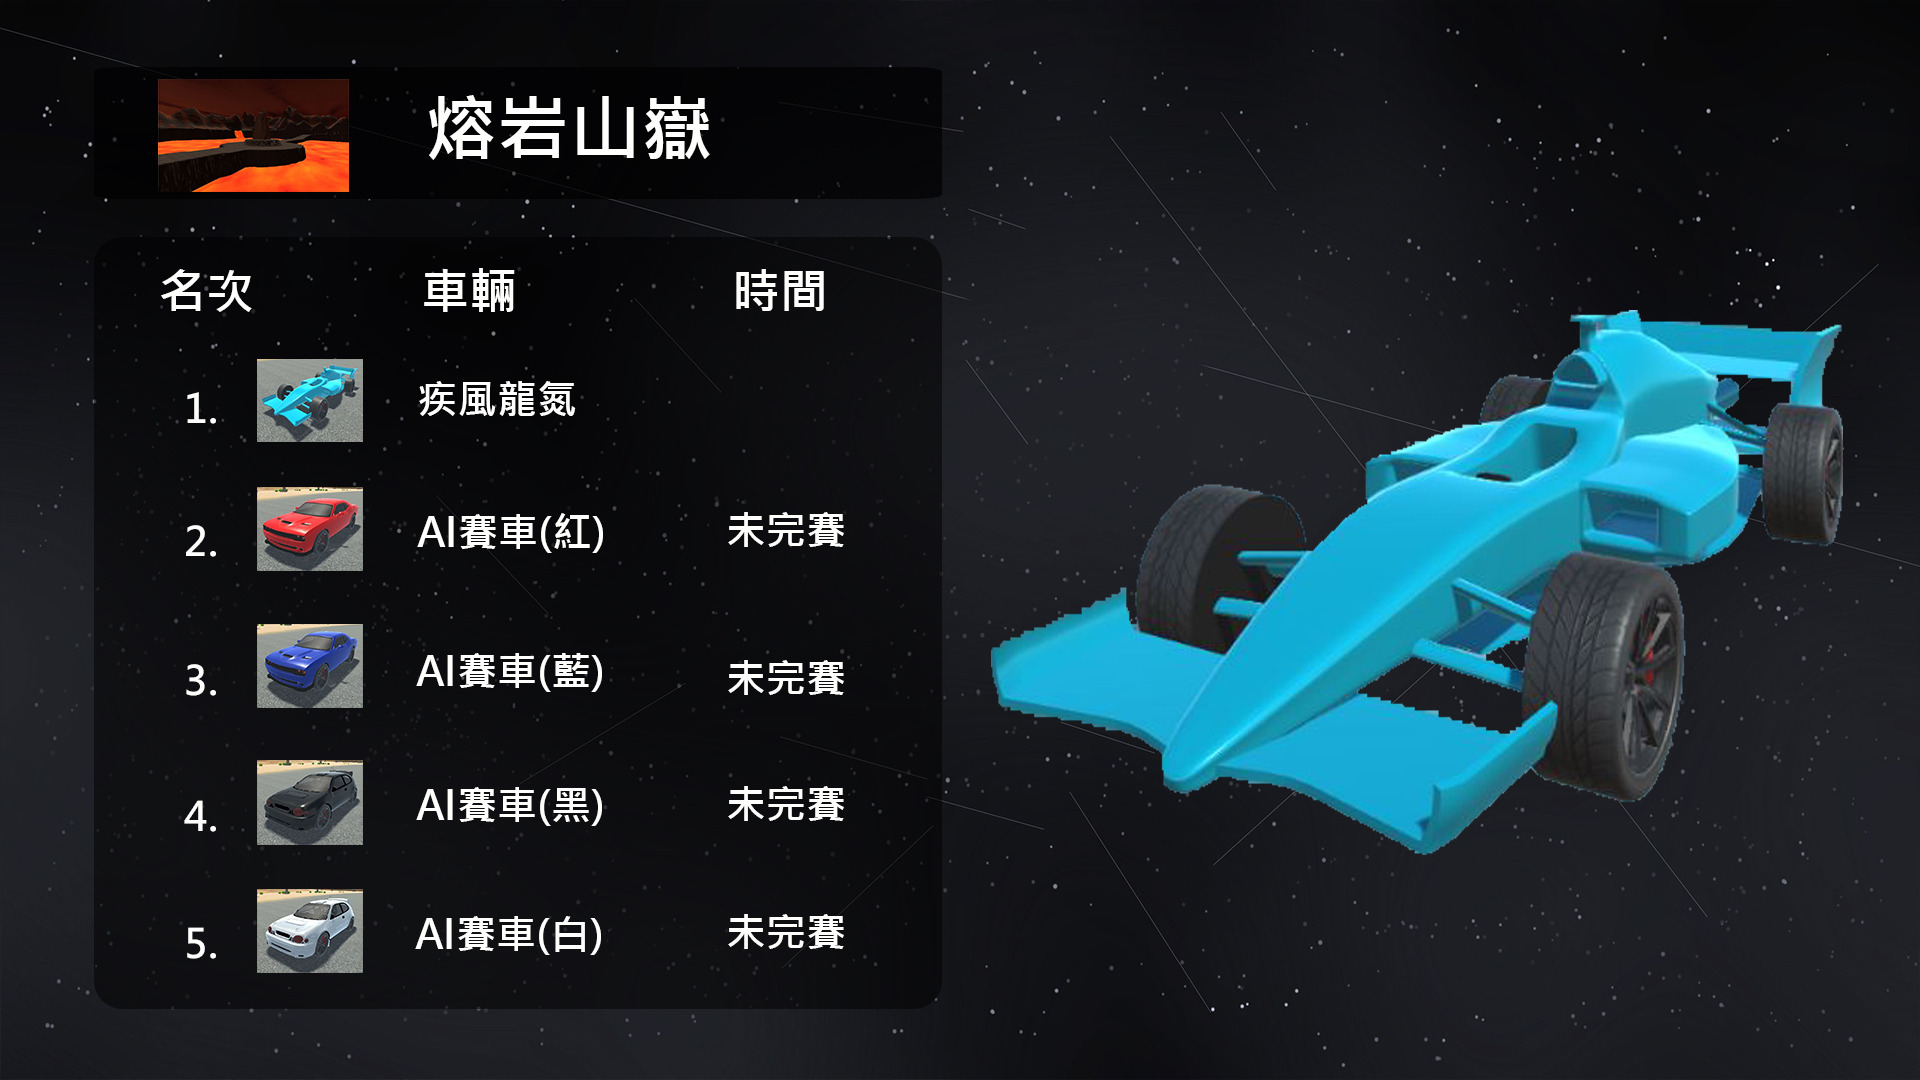 熔岩山嶽
名次 車輛 時間
1. 疾風龍氮
2. AI賽車(紅) 未完賽
3. AI賽車(藍) 未完賽
4. AI賽車(黑) 未完賽
5. AI賽車(白) 未完賽